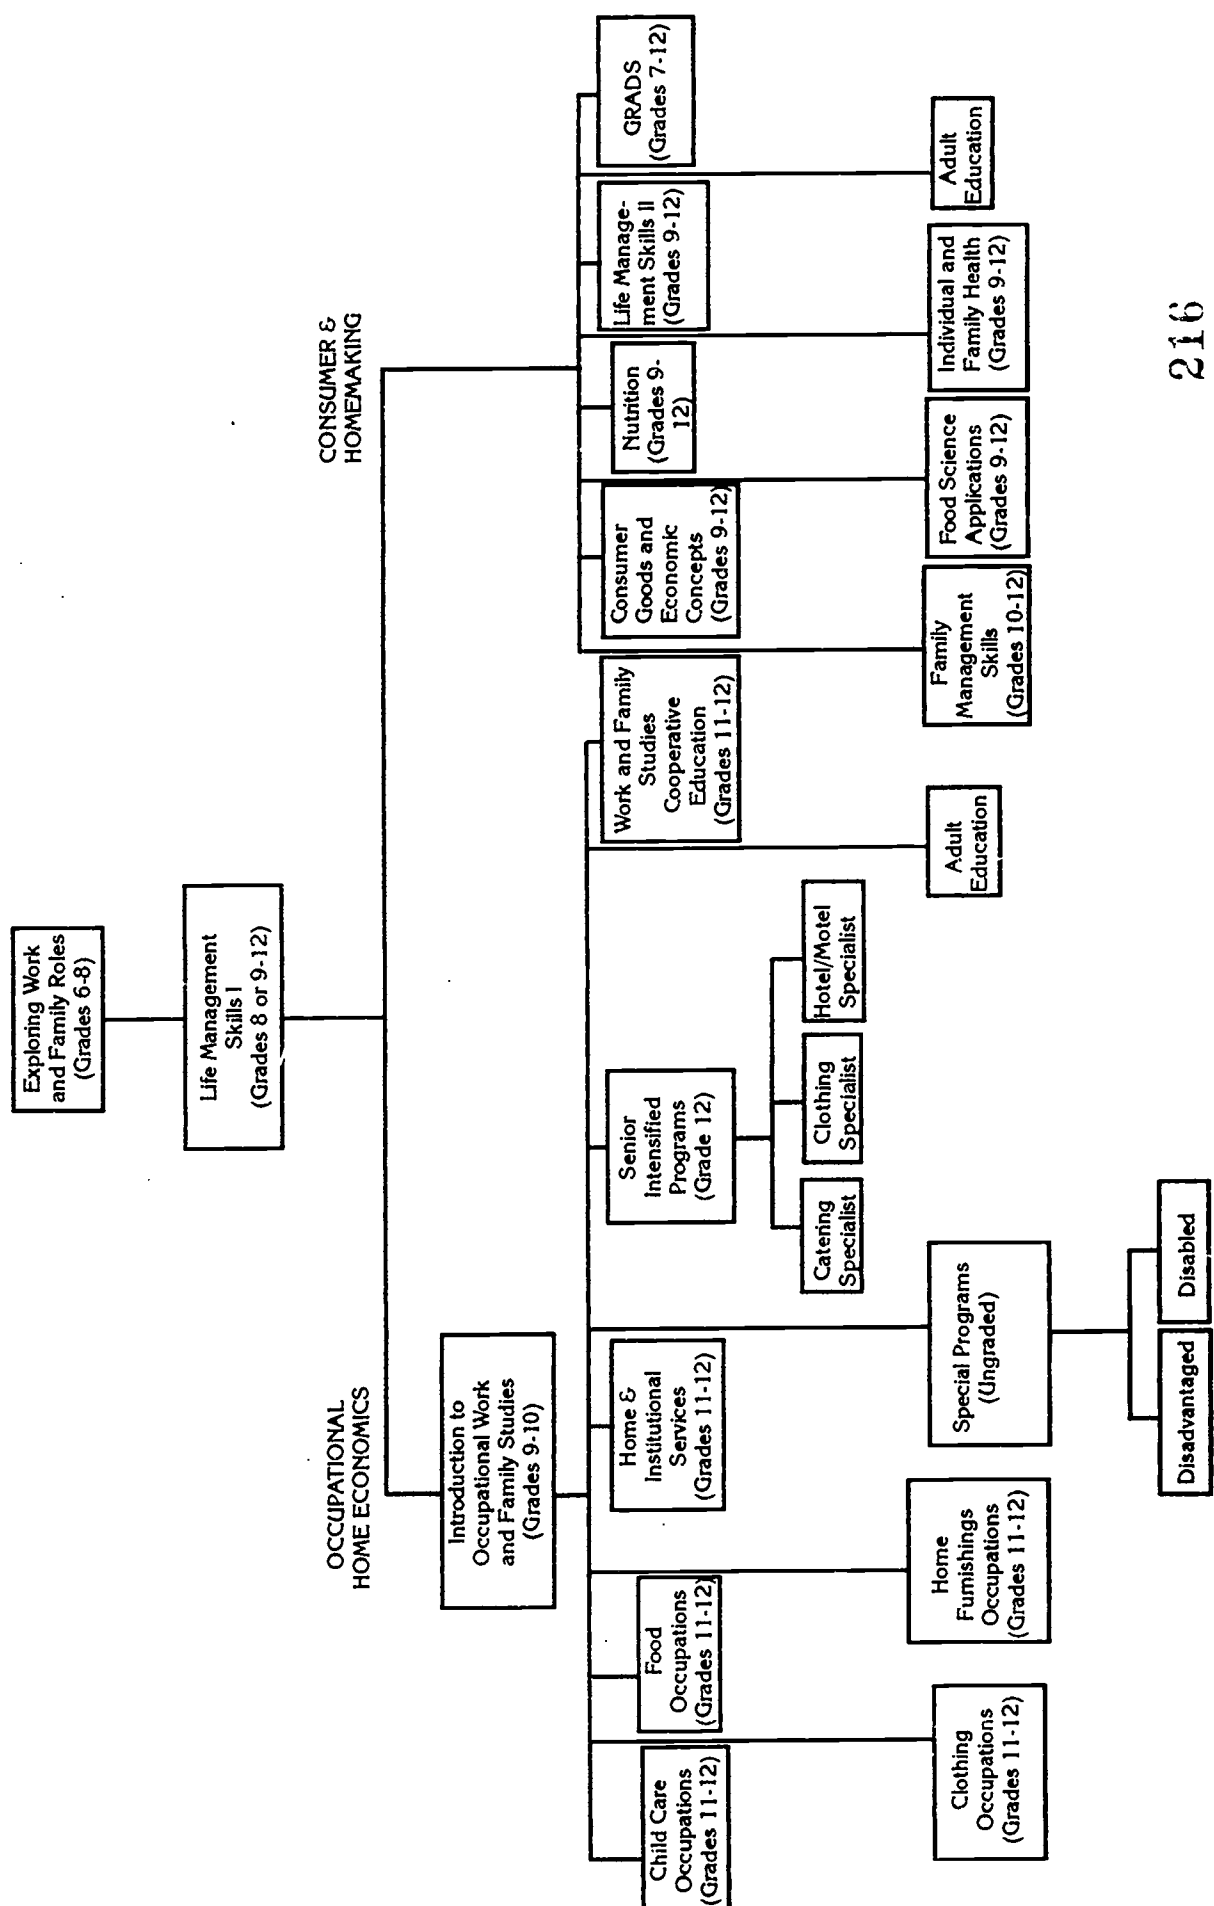 Exploring Work
and Family Roles
(Grades 6-8)
Life Management
Skills I
(Grades 8 or 9-12)
OCCUPATIONAL
HOME ECONOMICS
CONSUMER &
HOMEMAKING
Introduction to
Occupational Work
and Family Studies
(Grades 9-10)
Child Care
Occupations
(Grades 11-12)
Food
Occupations
(Grades 11-12)
Home &
Institutional
Services
(Grades 11-12)
Senior
Intensified
Programs
(Grade 12)
Work and Family
Studies
Cooperative
Education
(Grades 11-12)
Consumer
Goods and
Economic
Concepts
(Grades 9-12)
Nutrition
(Grades 9-
12)
Life Manage-
ment Skills II
(Grades 9-12)
GRADS
(Grades 7-12)
Catering
Specialist
Clothing
Specialist
Hotel/Motel
Specialist
Clothing
Occupations
(Grades 11-12)
Home
Furnishings
Occupations
(Grades 11-12)
Special Programs
(Ungraded)
Adult
Education
Family
Management
Skills
(Grades 10-12)
Food Science
Applications
(Grades 9-12)
Individual and
Family Health
(Grades 9-12)
Adult
Education
Disadvantaged
Disabled
216